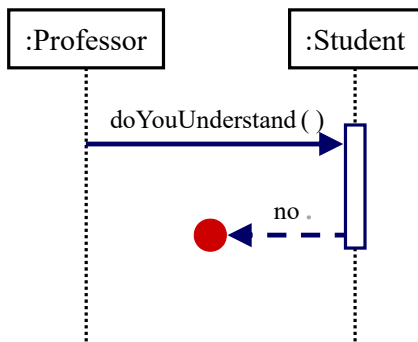 :Professor
:Student
doYouUnderstand ( )
no .